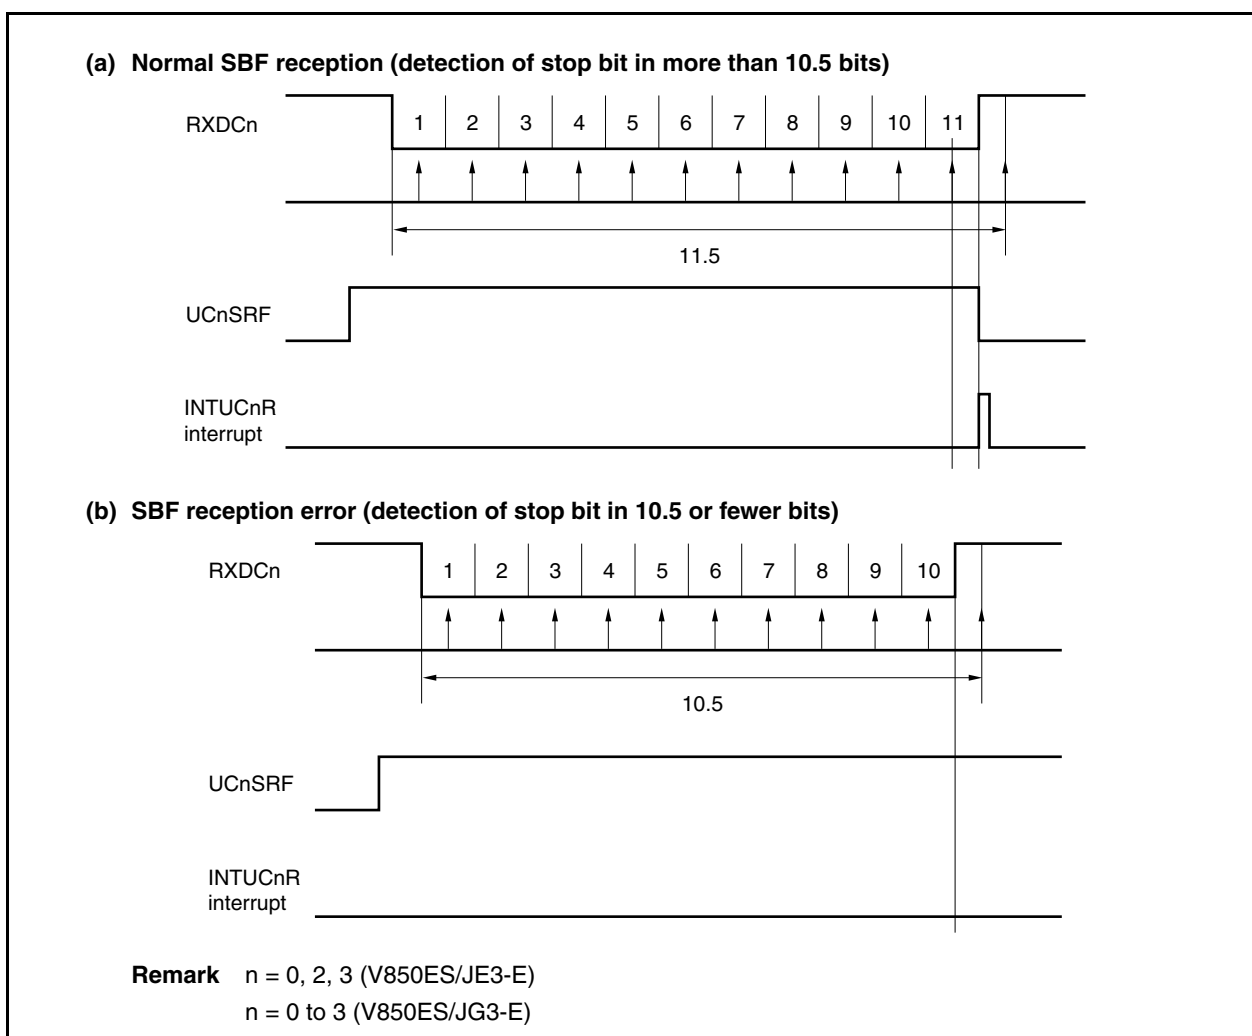 (a) Normal SBF reception (detection of stop bit in more than 10.5 bits)
RXDCn 1 2 3 4 5 6 7 8 9 10 11
11.5
UCnSRF
INTUCnR
interrupt
(b) SBF reception error (detection of stop bit in 10.5 or fewer bits)
RXDCn 1 2 3 4 5 6 7 8 9 10
10.5
UCnSRF
INTUCnR
interrupt
Remark n = 0, 2, 3 (V850ES/JE3-E)
n = 0 to 3 (V850ES/JG3-E)